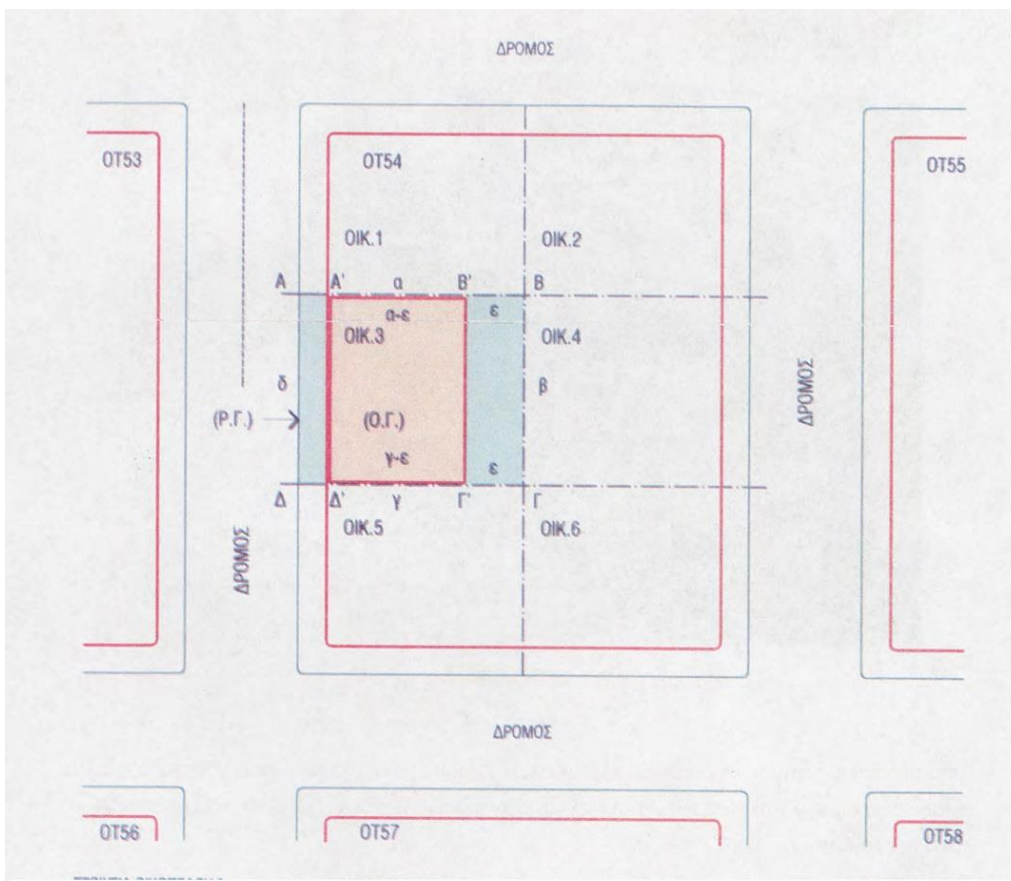 ΔΡΟΜΟΣ
ΟΤ53
ΟΤ54
ΟΤ55
ΟΙΚ.1
ΟΙΚ.2
Α
Α'
α
Β'
Β
α-ε
ε
ΟΙΚ.3
ΟΙΚ.4
δ
β
ΔΡΟΜΟΣ
(Ρ.Γ.)
(Ο.Γ.)
γ-ε
ε
Δ
Δ'
γ
Γ'
Γ
ΟΙΚ.5
ΟΙΚ.6
ΔΡΟΜΟΣ
ΔΡΟΜΟΣ
ΟΤ56
ΟΤ57
ΟΤ58